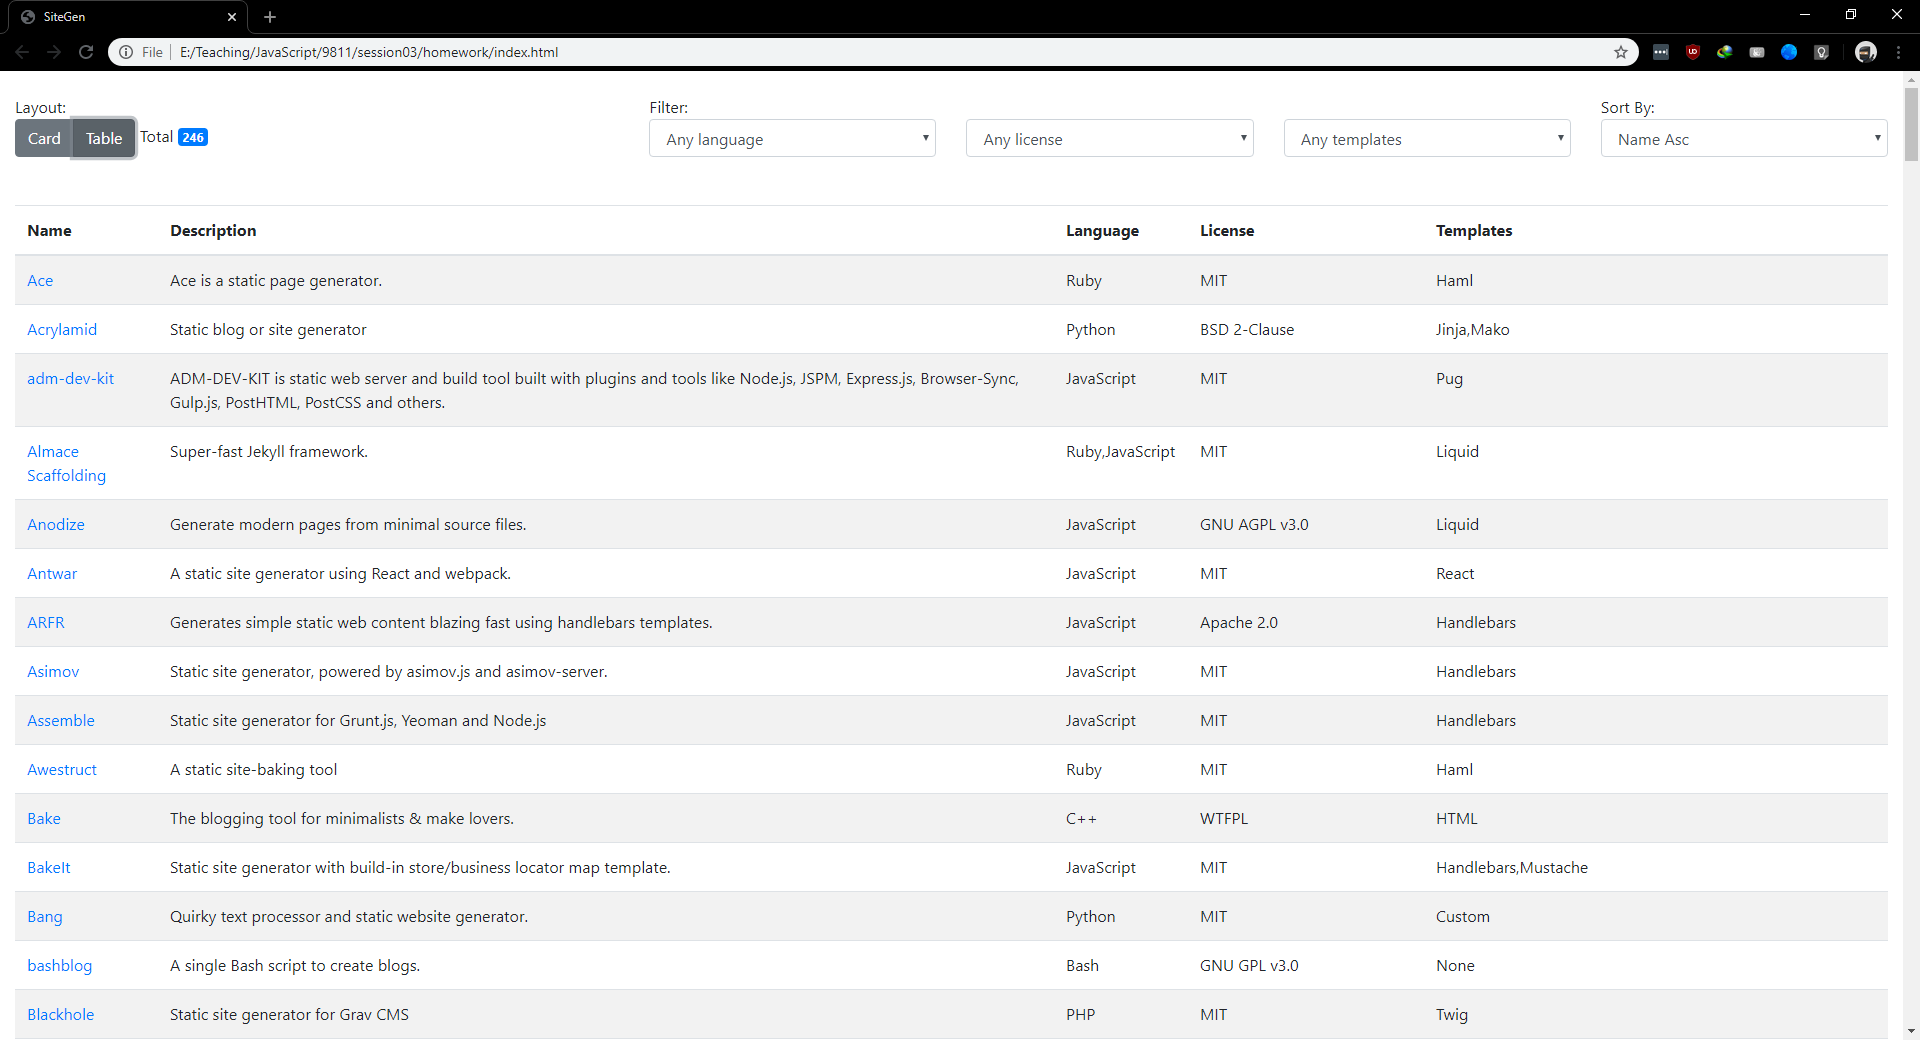 SiteGen
File E:/Teaching/JavaScript/9811/session03/homework/index.html
Layout: Filter: Sort By:
Card Table Total 246 Any language Any license Any templates Name Asc
Name Description Language License Templates
Ace Ace is a static page generator. Ruby MIT Haml
Acrylamid Static blog or site generator Python BSD 2-Clause Jinja,Mako
adm-dev-kit ADM-DEV-KIT is static web server and build tool built with plugins and tools like Node.js, JSPM, Express.js, Browser-Sync, JavaScript MIT Pug
Gulp.js, PostHTML, PostCSS and others.
Almace Super-fast Jekyll framework. Ruby,JavaScript MIT Liquid
Scaffolding
Anodize Generate modern pages from minimal source files. JavaScript GNU AGPL v3.0 Liquid
Antwar A static site generator using React and webpack. JavaScript MIT React
ARFR Generates simple static web content blazing fast using handlebars templates. JavaScript Apache 2.0 Handlebars
Asimov Static site generator, powered by asimov.js and asimov-server. JavaScript MIT Handlebars
Assemble Static site generator for Grunt.js, Yeoman and Node.js JavaScript MIT Handlebars
Awestruct A static site-baking tool Ruby MIT Haml
Bake The blogging tool for minimalists & make lovers. C++ WTFPL HTML
BakeIt Static site generator with build-in store/business locator map template. JavaScript MIT Handlebars,Mustache
Bang Quirky text processor and static website generator. Python MIT Custom
bashblog A single Bash script to create blogs. Bash GNU GPL v3.0 None
Blackhole Static site generator for Grav CMS PHP MIT Twig